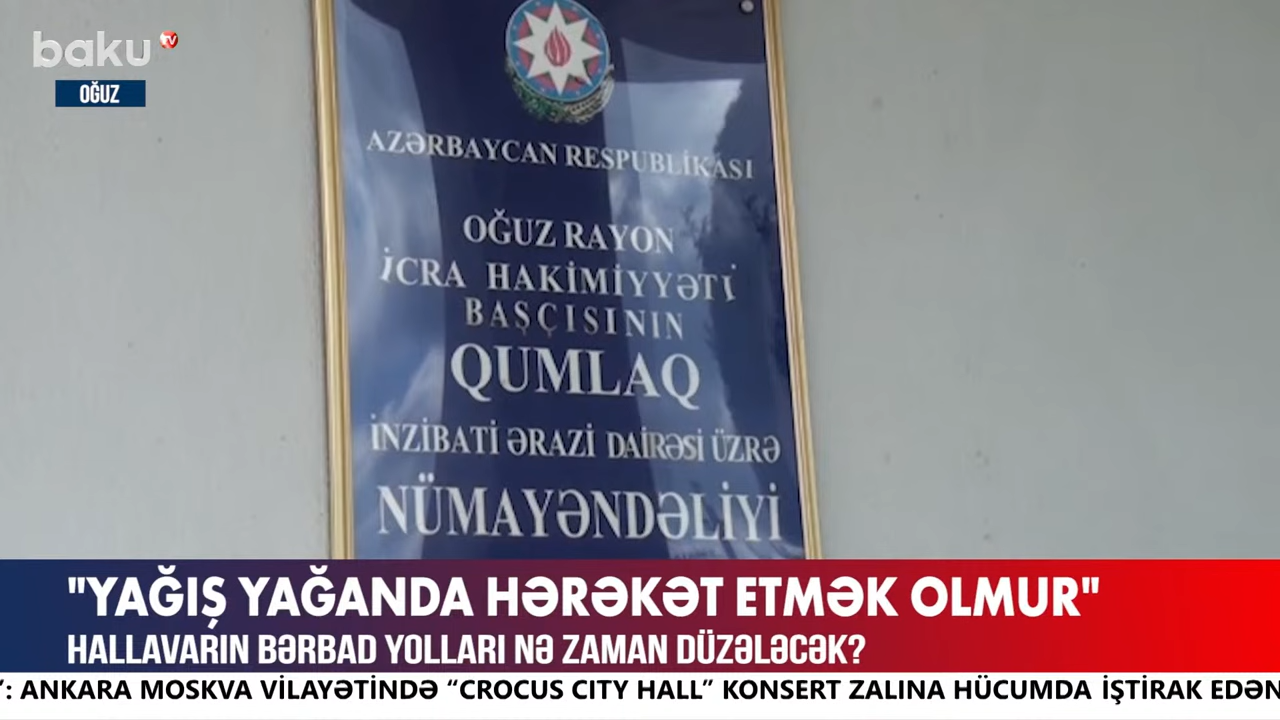 baku TV
OĞUZ
AZƏRBAYCAN RESPUBLİKASI
OĞUZ RAYON
İCRA HAKİMİYYƏTİ
BAŞÇISININ
QUMLAQ
İNZİBATİ ƏRAZİ DAİRƏSİ ÜZRƏ
NÜMAYƏNDƏLİYİ
"YAĞIŞ YAĞANDA HƏRƏKƏT ETMƏK OLMUR"
HALLAVARIN BƏRBAD YOLLARI NƏ ZAMAN DÜZƏLƏCƏK?
”: ANKARA MOSKVA VİLAYƏTİNDƏ “CROCUS CITY HALL” KONSERT ZALINA HÜCUMDA İŞTİRAK EDƏN